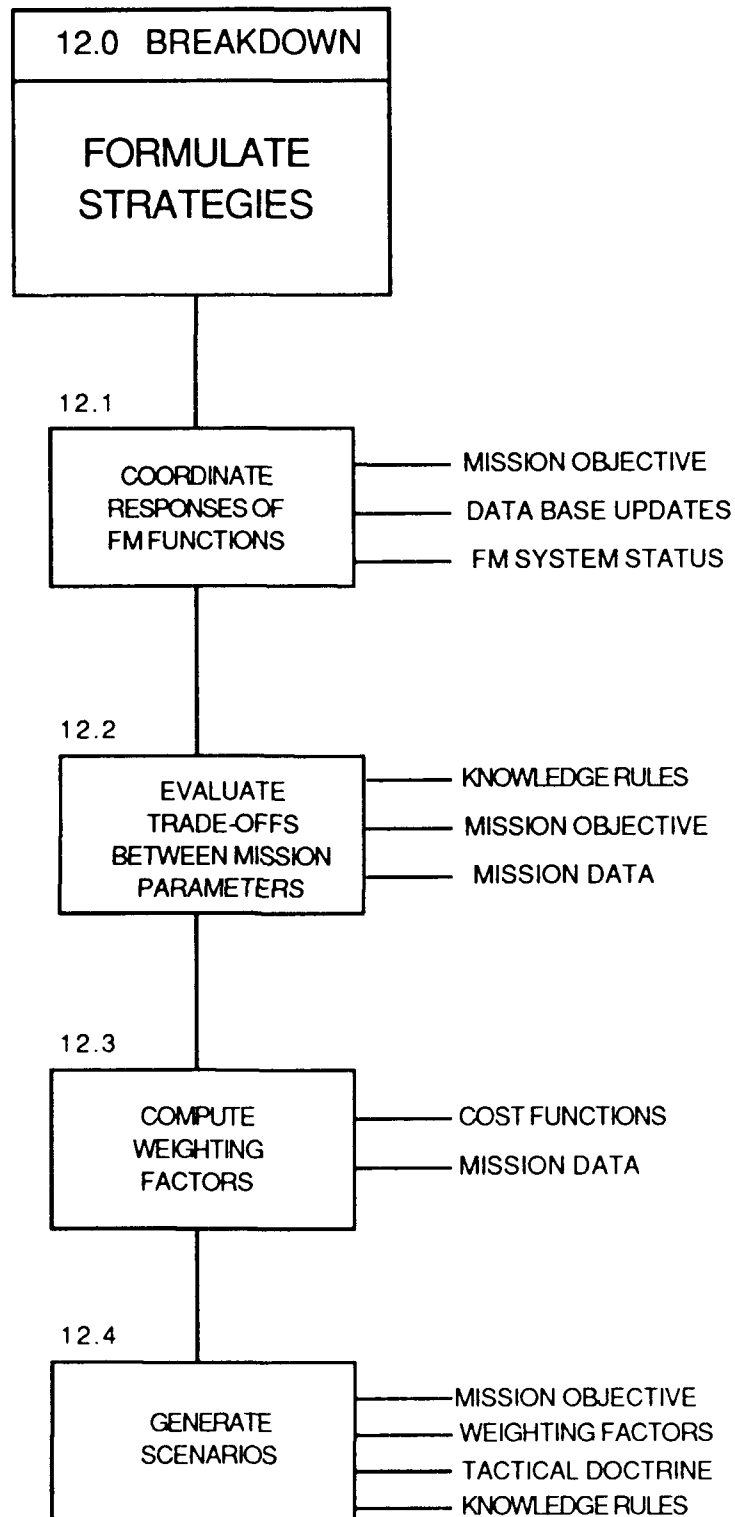 12.0 BREAKDOWN
FORMULATE
STRATEGIES
12.1
COORDINATE
RESPONSES OF
FM FUNCTIONS
MISSION OBJECTIVE
DATA BASE UPDATES
FM SYSTEM STATUS
12.2
EVALUATE
TRADE-OFFS
BETWEEN MISSION
PARAMETERS
KNOWLEDGE RULES
MISSION OBJECTIVE
MISSION DATA
12.3
COMPUTE
WEIGHTING
FACTORS
COST FUNCTIONS
MISSION DATA
12.4
GENERATE
SCENARIOS
MISSION OBJECTIVE
WEIGHTING FACTORS
TACTICAL DOCTRINE
KNOWLEDGE RULES